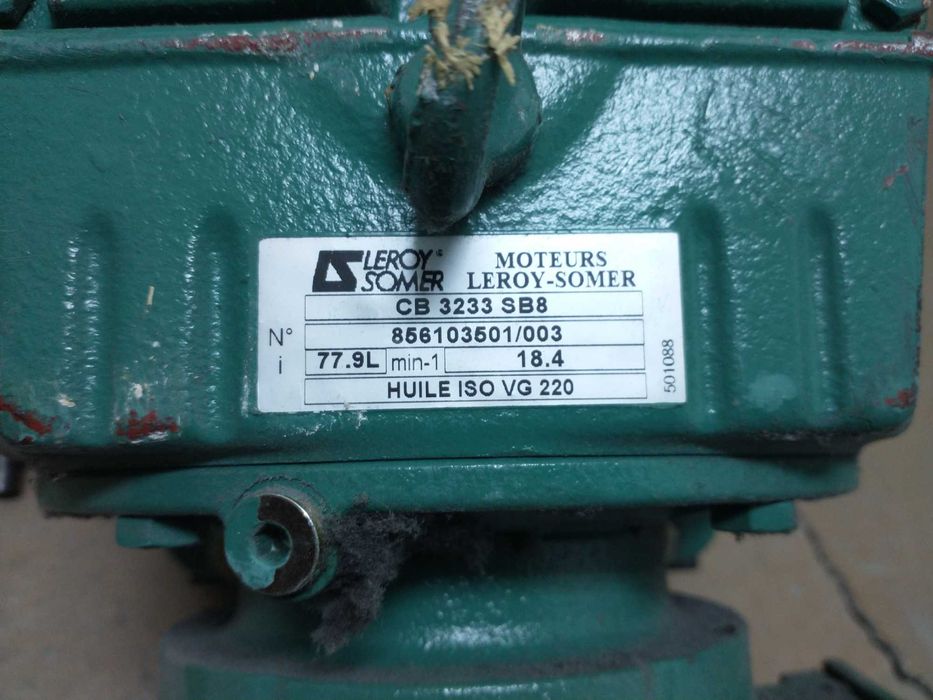 LEROY® SOMER
MOTEURS LEROY-SOMER
CB 3233 SB8
N° 856103501/003
i 77.9L min-1 18.4
HUILE ISO VG 220
501088